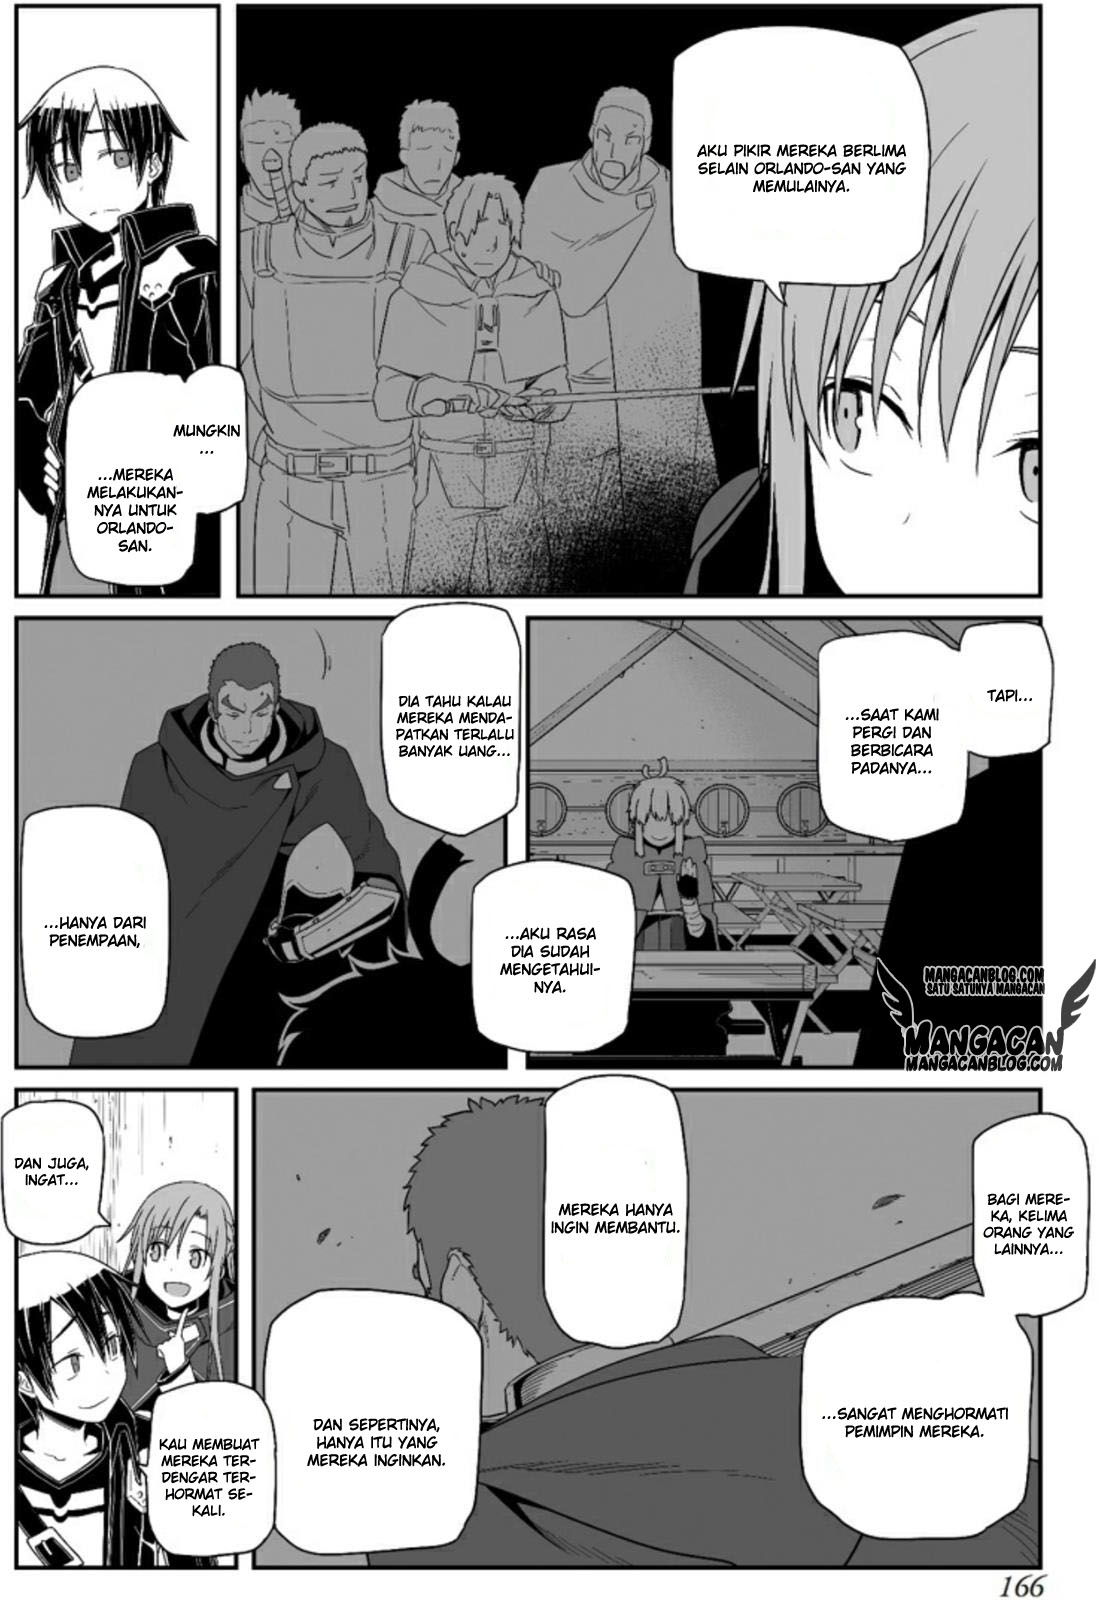 AKU PIKIR MEREKA BERLIMA
SELAIN ORLANDO-SAN YANG
MEMULAINYA.
MUNGKIN
...
...MEREKA
MELAKUKAN-
NYA UNTUK
ORLANDO-
SAN.
TAPI...
...SAAT KAMI
PERGI DAN
BERBICARA
PADANYA...
...AKU RASA
DIA SUDAH
MENGETAHUI-
NYA.
DIA TAHU KALAU
MEREKA MENDA-
PATKAN TERLALU
BANYAK UANG...
...HANYA DARI
PENEMPAAN,
MANGACANBLOG.COM
SATU SATUNYA MANGACAN
MANGACAN
MANGACANBLOG.COM
BAGI MERE-
KA, KELIMA
ORANG YANG
LAINNYA...
...SANGAT MENGHORMATI
PEMIMPIN MEREKA.
MEREKA HANYA
INGIN MEMBANTU.
DAN SEPERTINYA,
HANYA ITU YANG
MEREKA INGINKAN.
DAN JUGA,
INGAT...
KAU MEMBUAT
MEREKA TER-
DENGAR TER-
HORMAT SE-
KALI.
166